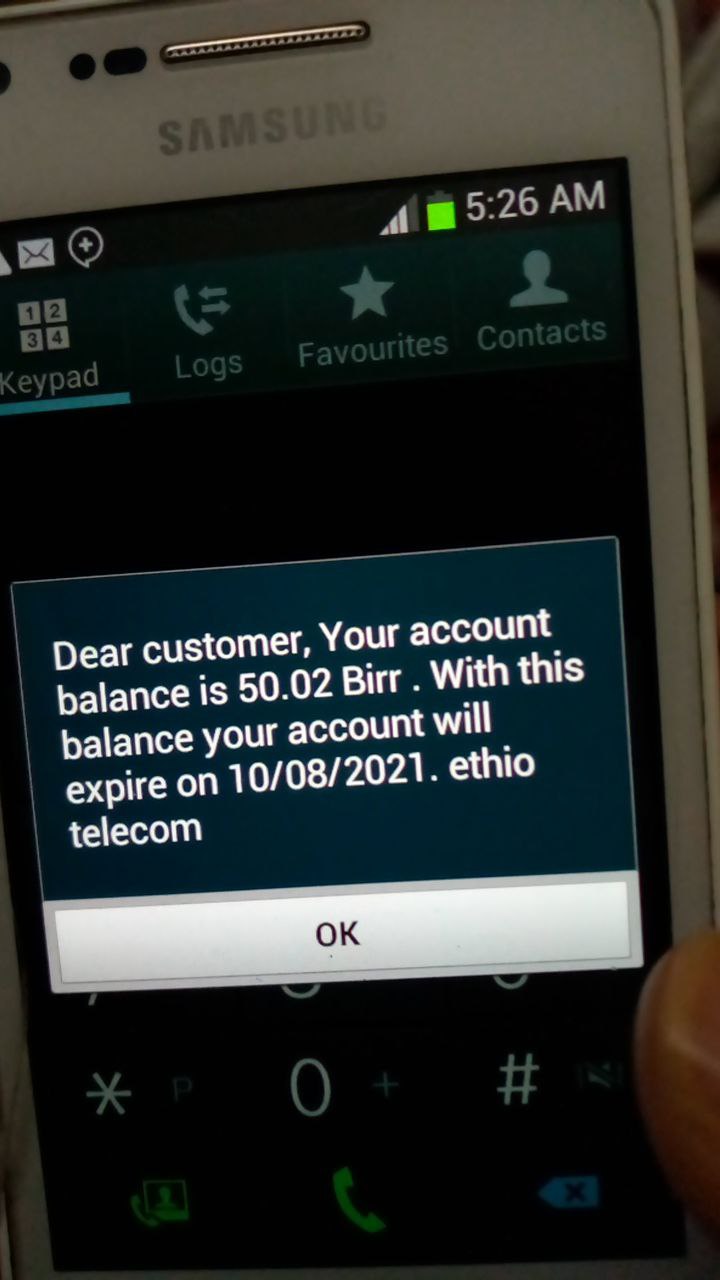 SAMSUNG
5:26 AM
1 2
3 4
Keypad
Logs
Favourites
Contacts
Dear customer, Your account
balance is 50.02 Birr . With this
balance your account will
expire on 10/08/2021. ethio
telecom
OK
* P 0 + #